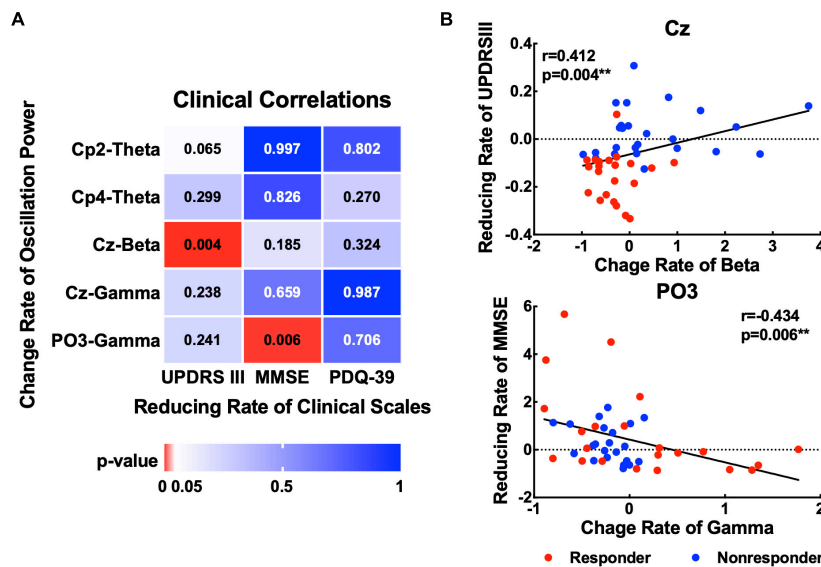 A
Clinical Correlations
Change Rate of Oscillation Power
Cp2-Theta 0.065 0.997 0.802
Cp4-Theta 0.299 0.826 0.270
Cz-Beta 0.004 0.185 0.324
Cz-Gamma 0.238 0.659 0.987
PO3-Gamma 0.241 0.006 0.706
UPDRS III MMSE PDQ-39
Reducing Rate of Clinical Scales
p-value
0 0.05 0.5 1
B
Cz
Reducing Rate of UPDRSIII
r=0.412
p=0.004**
0.4
0.2
0.0
-0.2
-0.4
-2 -1 0 1 2 3 4
Chage Rate of Beta
PO3
Reducing Rate of MMSE
r=-0.434
p=0.006**
6
4
2
0
-2
-1 0 1 2
Chage Rate of Gamma
Responder Nonresponder